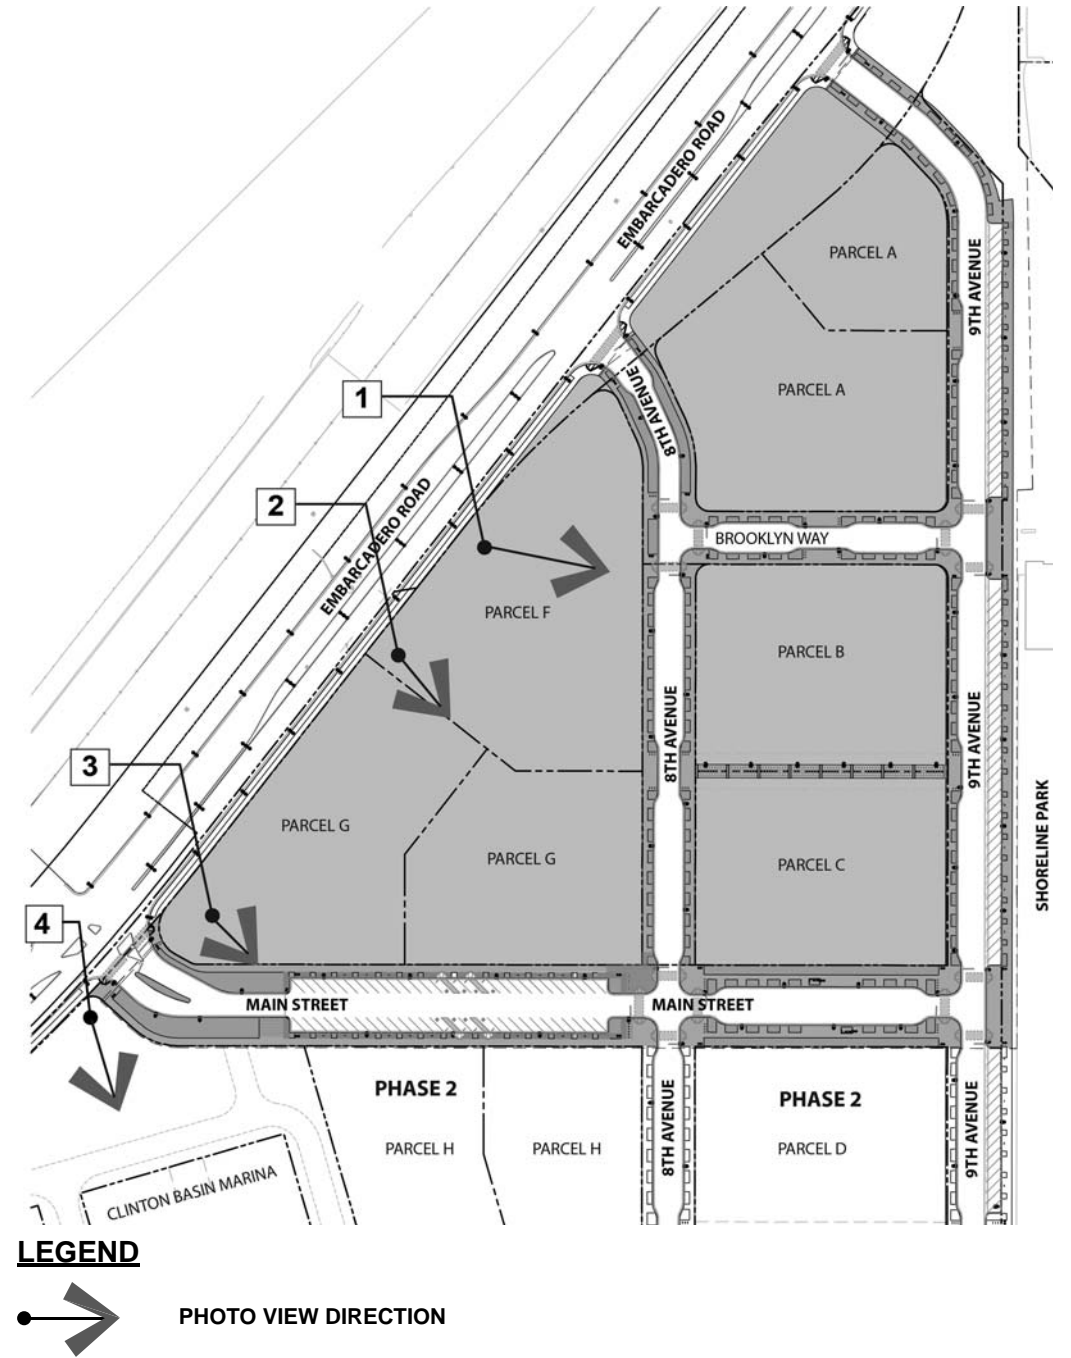 EMBARCADERO ROAD
PARCEL A
9TH AVENUE
PARCEL A
8TH AVENUE
1
2
EMBARCADERO ROAD
BROOKLYN WAY
PARCEL F
PARCEL B
8TH AVENUE
9TH AVENUE
3
PARCEL G
PARCEL G
PARCEL C
SHORELINE PARK
4
MAIN STREET
MAIN STREET
PHASE 2
PHASE 2
PARCEL H
PARCEL H
8TH AVENUE
PARCEL D
9TH AVENUE
CLINTON BASIN MARINA
LEGEND
PHOTO VIEW DIRECTION